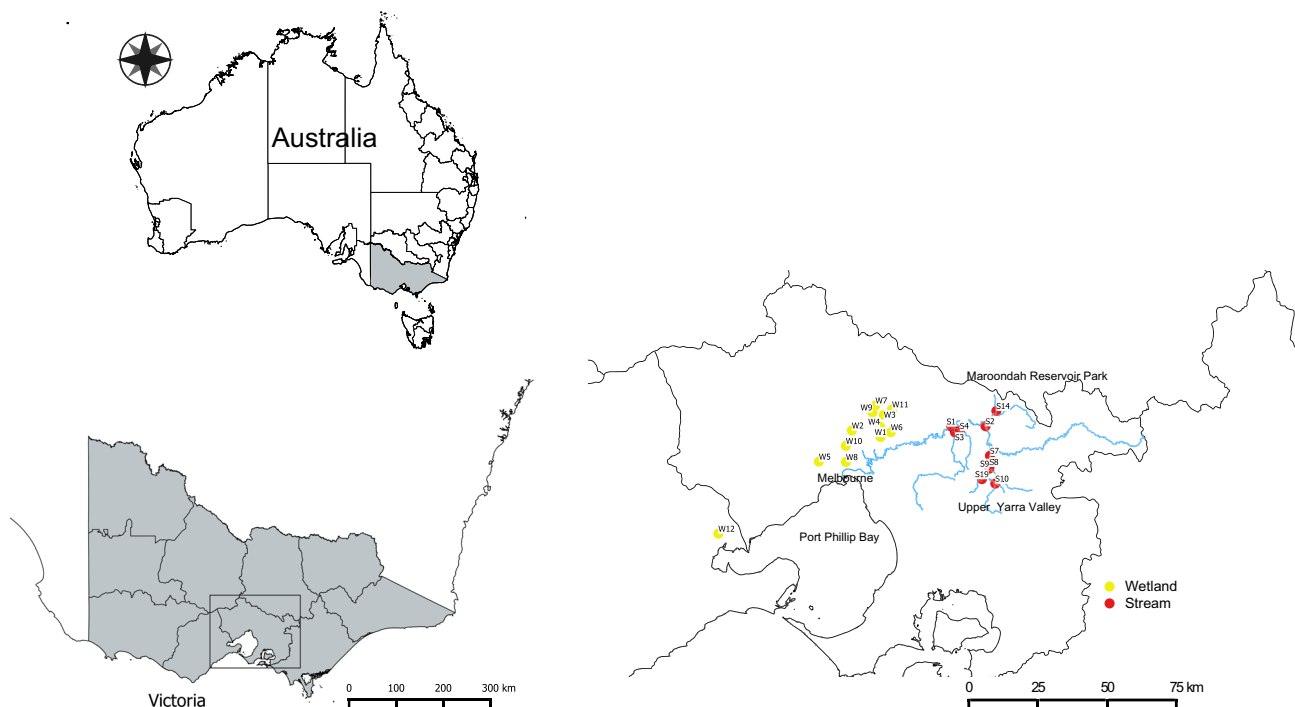 Australia
Maroondah Reservoir Park
W7
W11
W9
W3
S14
W4
W2
W6
W1
S1
S4
S2
S3
W10
W5
W8
S7
S9
S8
Melbourne
S19
S10
Upper Yarra Valley
W12
Port Phillip Bay
Wetland
Stream
Victoria
0 100 200 300 km
0 25 50 75 km